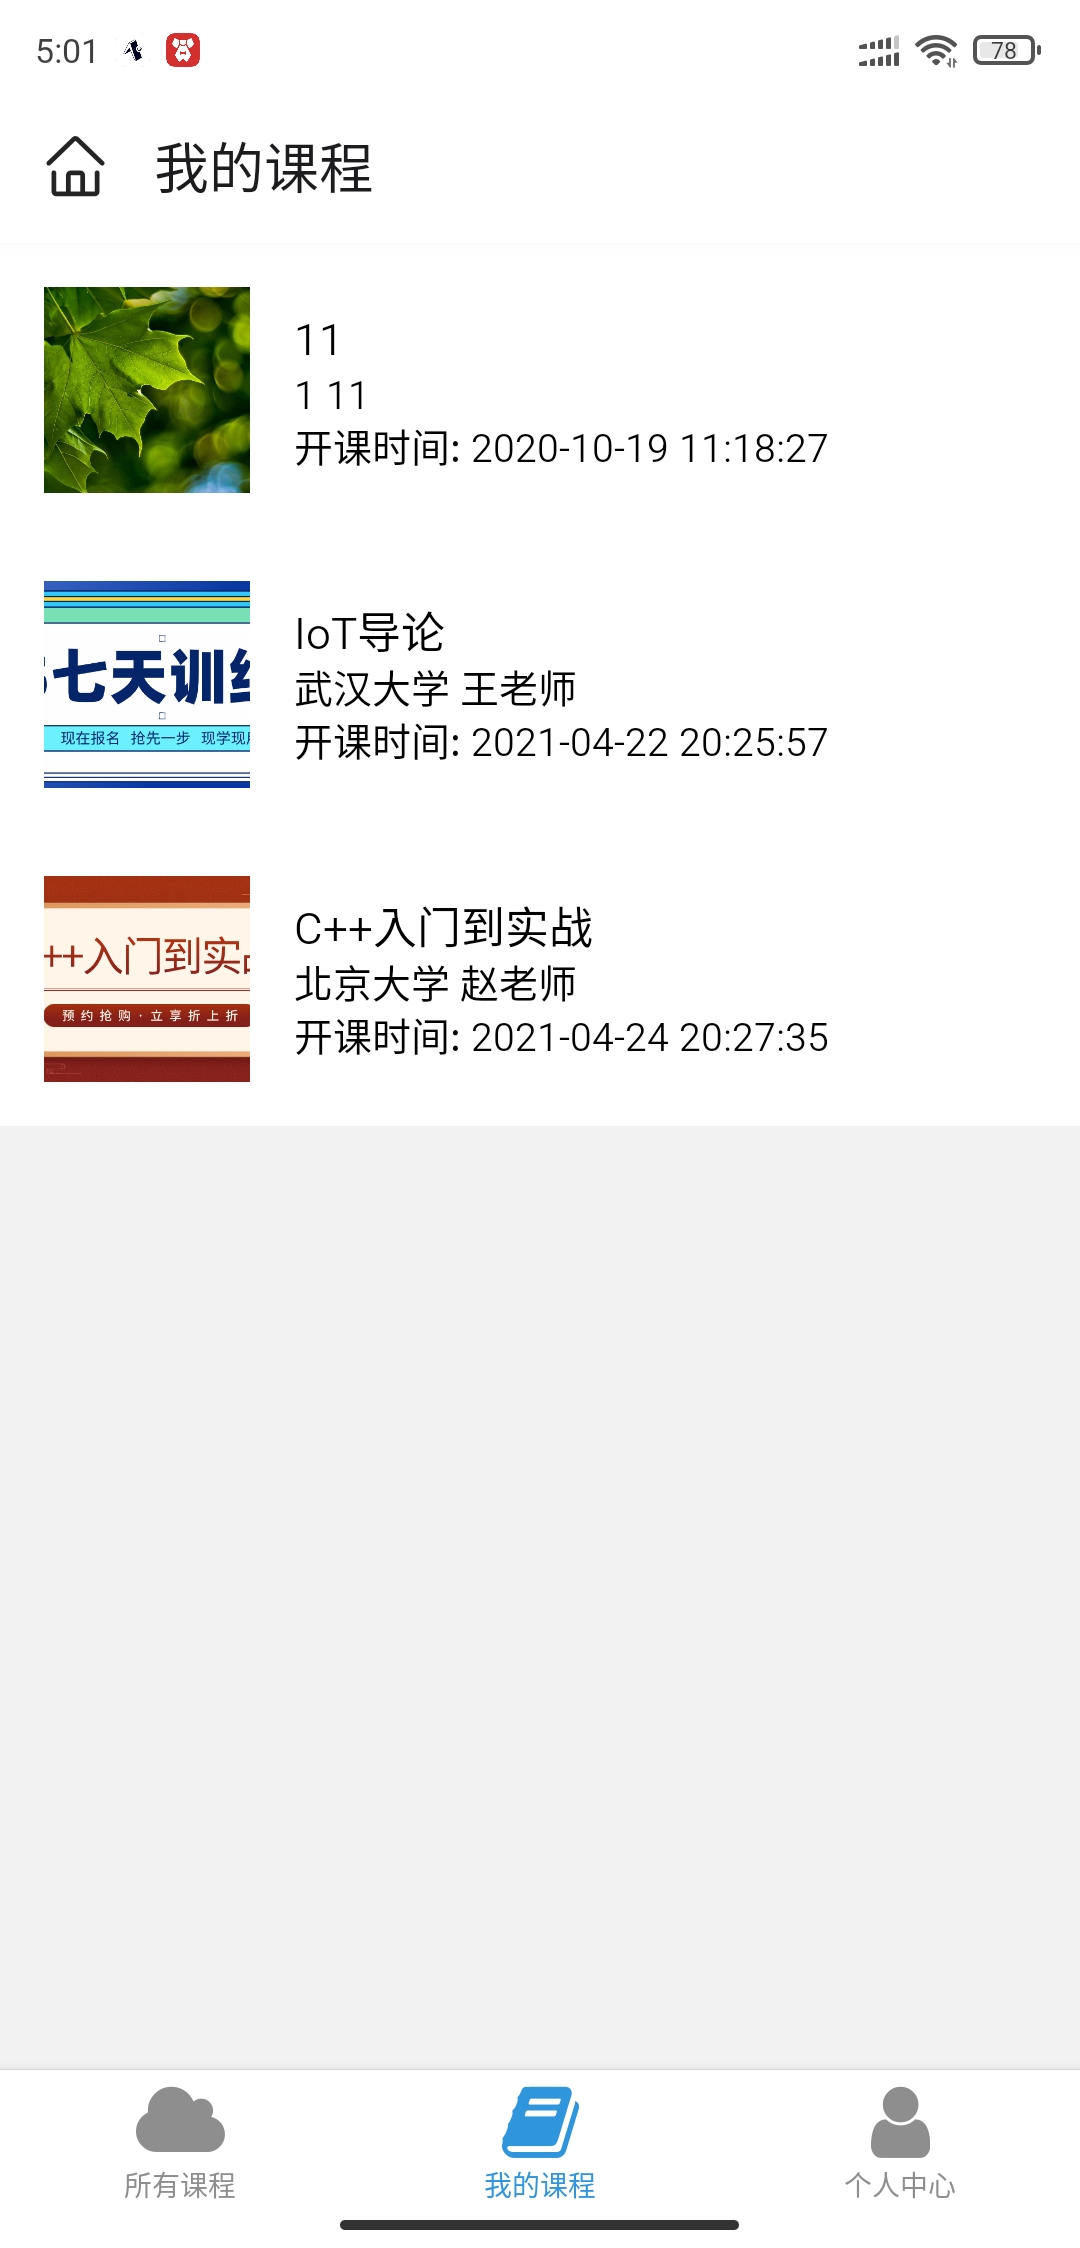 5:01
78
我的课程
11
1 11
开课时间: 2020-10-19 11:18:27
七天训
现在报名 抢先一步 现学现
IoT导论
武汉大学 王老师
开课时间: 2021-04-22 20:25:57
++入门到实
预约抢购·立享折上折
C++入门到实战
北京大学 赵老师
开课时间: 2021-04-24 20:27:35
所有课程
我的课程
个人中心